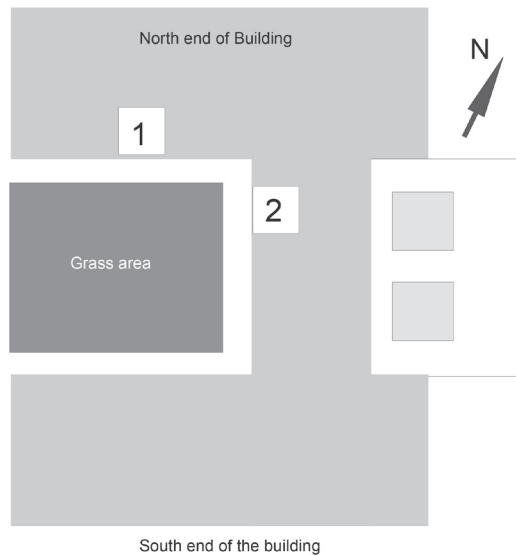 North end of Building
N
1
2
Grass area
South end of the building